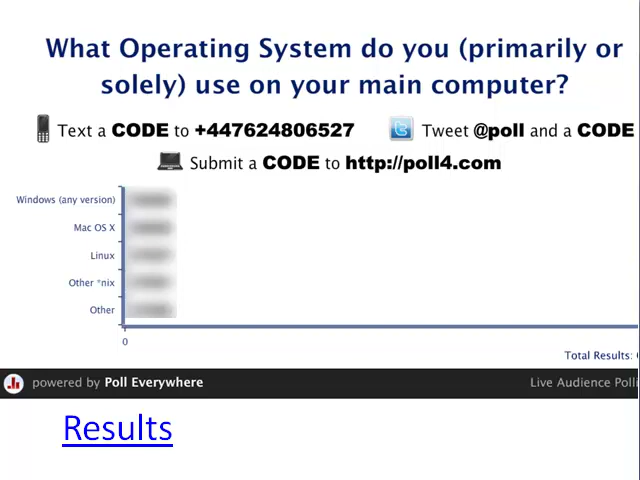 What Operating System do you (primarily or
solely) use on your main computer?
Text a CODE to +447624806527
Tweet @poll and a CODE
Submit a CODE to http://poll4.com
Windows (any version)
Mac OS X
Linux
Other *nix
Other
0
Total Results:
powered by Poll Everywhere
Live Audience Polli
Results